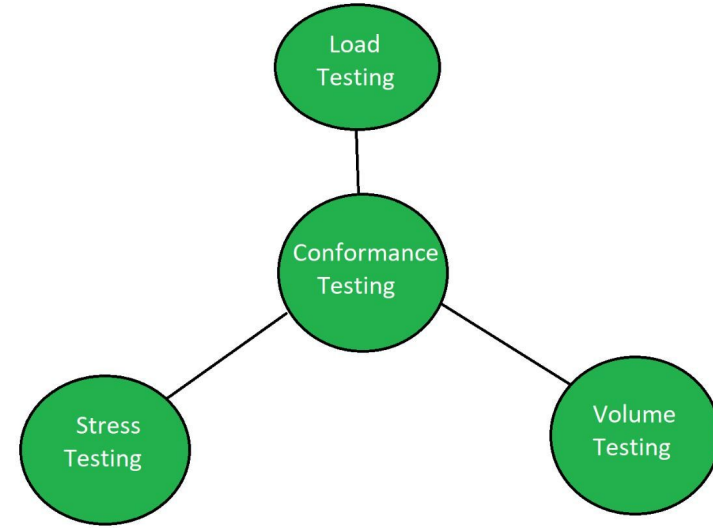 Load
Testing
Conformance
Testing
Stress
Testing
Volume
Testing